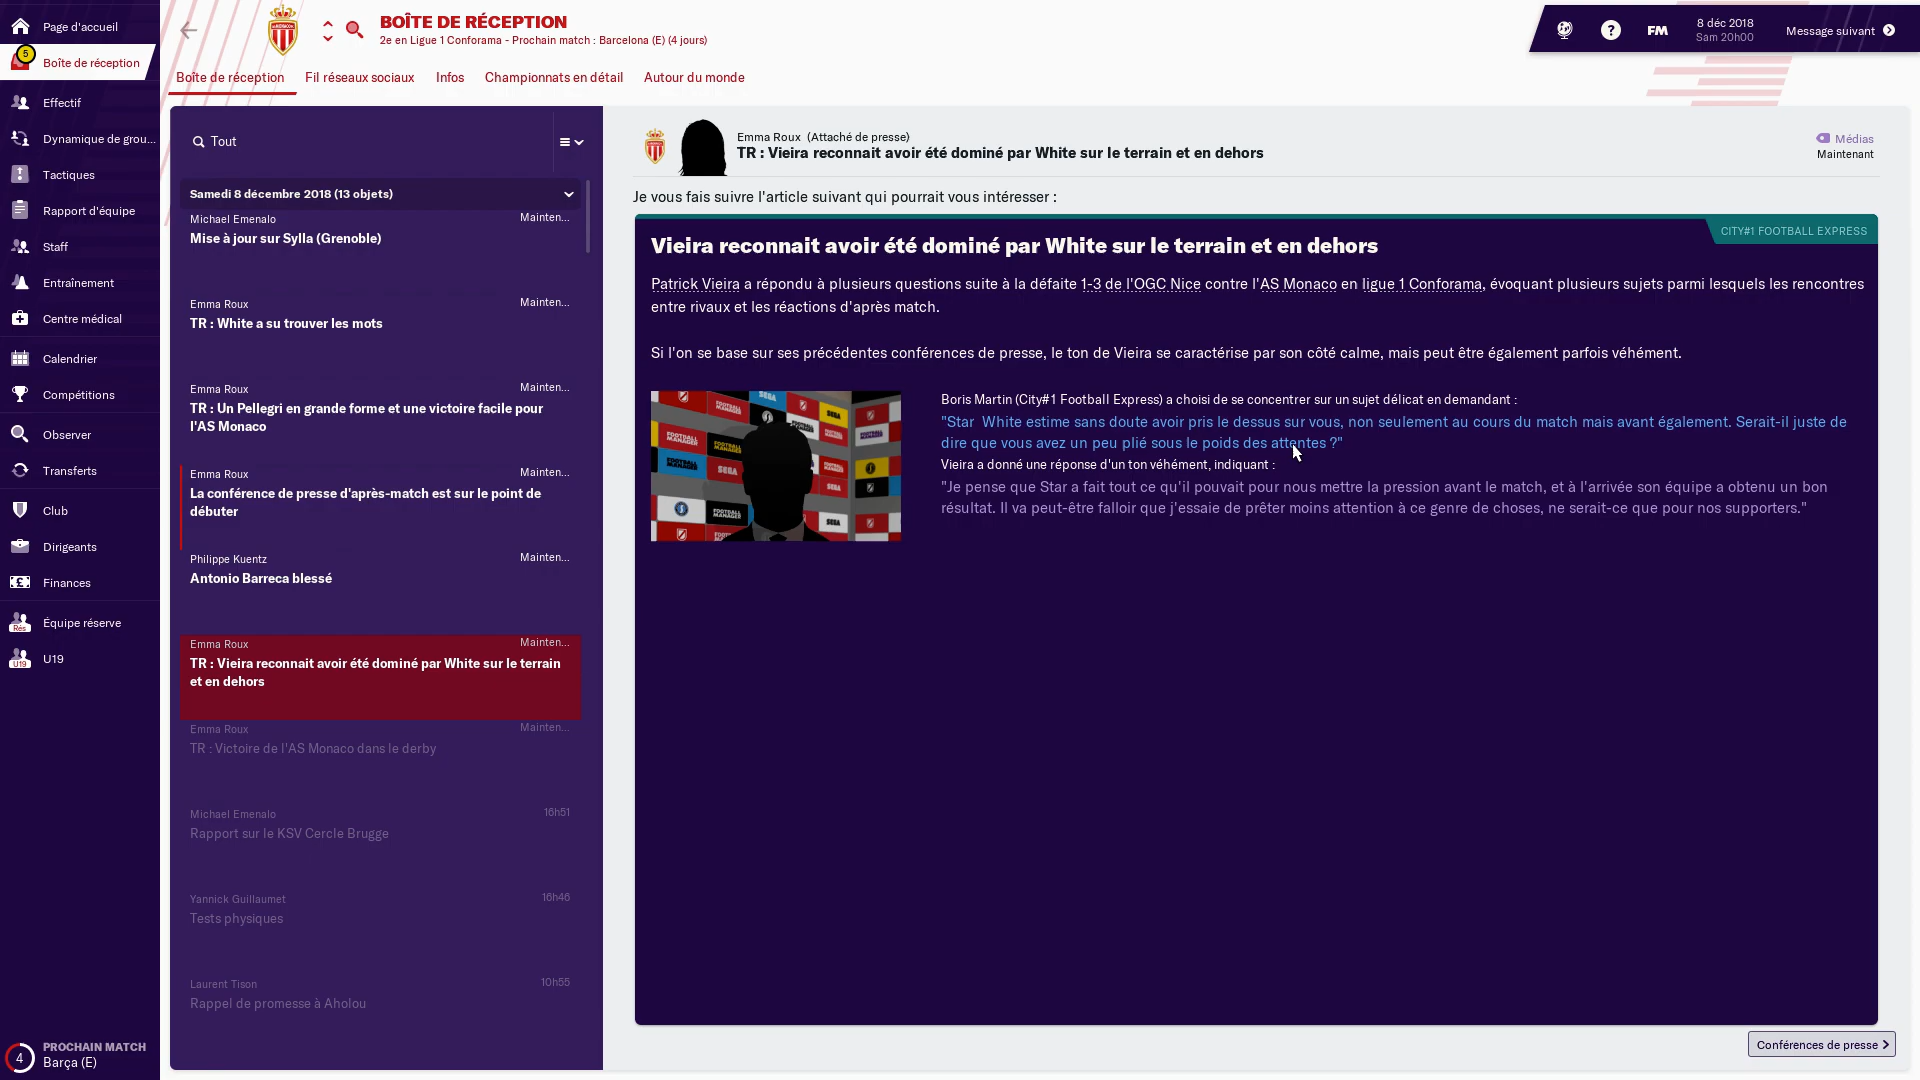 Page d'accueil
5
Boîte de réception
Effectif
Dynamique de grou...
Tactiques
Rapport d'équipe
Staff
Entraînement
Centre médical
Calendrier
Compétitions
Observer
Transferts
Club
Dirigeants
Finances
Rés
Équipe réserve
U19
U19
4
PROCHAIN MATCH
Barça (E)
BOÎTE DE RÉCEPTION
2e en Ligue 1 Conforama - Prochain match : Barcelona (E) (4 jours)
? FM
8 déc 2018
Sam 20h00
Message suivant
Boîte de réception Fil réseaux sociaux Infos Championnats en détail Autour du monde
Tout
Samedi 8 décembre 2018 (13 objets)
Michael Emenalo Mainten...
Mise à jour sur Sylla (Grenoble)
Emma Roux Mainten...
TR : White a su trouver les mots
Emma Roux Mainten...
TR : Un Pellegri en grande forme et une victoire facile pour
l'AS Monaco
Emma Roux Mainten...
La conférence de presse d'après-match est sur le point de
débuter
Philippe Kuentz Mainten...
Antonio Barreca blessé
Emma Roux Mainten...
TR : Vieira reconnait avoir été dominé par White sur le terrain
et en dehors
Emma Roux Mainten...
TR : Victoire de l'AS Monaco dans le derby
Michael Emenalo 16h51
Rapport sur le KSV Cercle Brugge
Yannick Guillaumet 16h46
Tests physiques
Laurent Tison 10h55
Rappel de promesse à Aholou
Emma Roux (Attaché de presse)
TR : Vieira reconnait avoir été dominé par White sur le terrain et en dehors
Médias
Maintenant
Je vous fais suivre l'article suivant qui pourrait vous intéresser :
CITY#1 FOOTBALL EXPRESS
Vieira reconnait avoir été dominé par White sur le terrain et en dehors
Patrick Vieira a répondu à plusieurs questions suite à la défaite 1-3 de l'OGC Nice contre l'AS Monaco en ligue 1 Conforama, évoquant plusieurs sujets parmi lesquels les rencontres
entre rivaux et les réactions d'après match.
Si l'on se base sur ses précédentes conférences de presse, le ton de Vieira se caractérise par son côté calme, mais peut être également parfois véhément.
Boris Martin (City#1 Football Express) a choisi de se concentrer sur un sujet délicat en demandant :
"Star White estime sans doute avoir pris le dessus sur vous, non seulement au cours du match mais avant également. Serait-il juste de
dire que vous avez un peu plié sous le poids des attentes ?"
Vieira a donné une réponse d'un ton véhément, indiquant :
"Je pense que Star a fait tout ce qu'il pouvait pour nous mettre la pression avant le match, et à l'arrivée son équipe a obtenu un bon
résultat. Il va peut-être falloir que j'essaie de prêter moins attention à ce genre de choses, ne serait-ce que pour nos supporters."
Conférences de presse